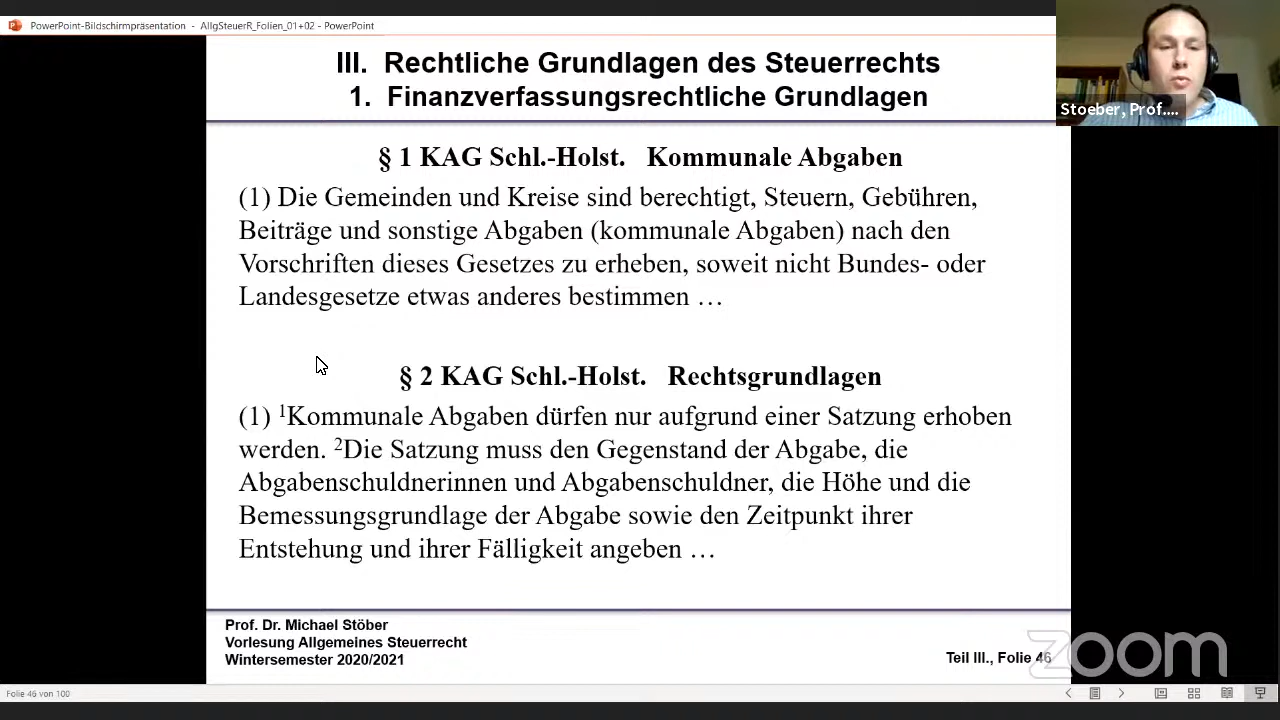 PowerPoint-Bildschirmpräsentation - AllgSteuerR_Folien_01+02 - PowerPoint
III. Rechtliche Grundlagen des Steuerrechts
1. Finanzverfassungsrechtliche Grundlagen
Stoeber, Prof....
§ 1 KAG Schl.-Holst. Kommunale Abgaben
(1) Die Gemeinden und Kreise sind berechtigt, Steuern, Gebühren,
Beiträge und sonstige Abgaben (kommunale Abgaben) nach den
Vorschriften dieses Gesetzes zu erheben, soweit nicht Bundes- oder
Landesgesetze etwas anderes bestimmen …
§ 2 KAG Schl.-Holst. Rechtsgrundlagen
(1) ¹Kommunale Abgaben dürfen nur aufgrund einer Satzung erhoben
werden. ²Die Satzung muss den Gegenstand der Abgabe, die
Abgabenschuldnerinnen und Abgabenschuldner, die Höhe und die
Bemessungsgrundlage der Abgabe sowie den Zeitpunkt ihrer
Entstehung und ihrer Fälligkeit angeben …
Prof. Dr. Michael Stöber
Vorlesung Allgemeines Steuerrecht
Wintersemester 2020/2021
Teil III., Folie 46
zoom
Folie 46 von 100